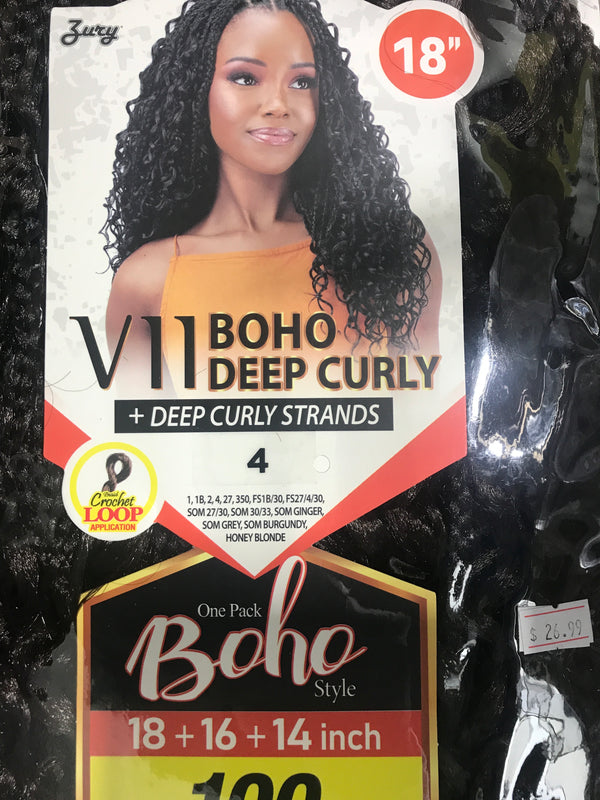 Zury
18"
VII BOHO
DEEP CURLY
+ DEEP CURLY STRANDS
4
Braid
Crochet
LOOP
APPLICATION
1, 1B, 2, 4, 27, 350, FS1B/30, FS27/4/30,
SOM 27/30, SOM 30/33, SOM GINGER,
SOM GREY, SOM BURGUNDY,
HONEY BLONDE
One Pack
Boho
Style
$ 26.99
18 + 16 + 14 inch